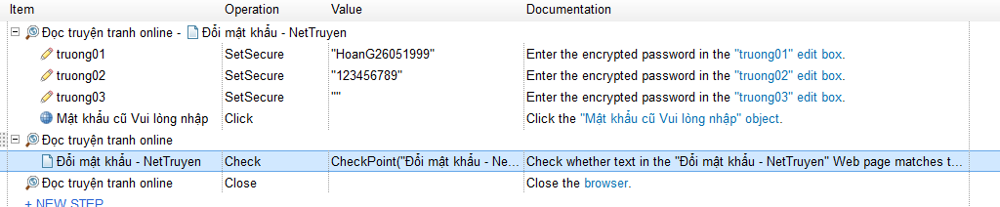 Item Operation Value Documentation
Đọc truyện tranh online - Đổi mật khẩu - NetTruyen
truong01 SetSecure "HoanG26051999" Enter the encrypted password in the "truong01" edit box.
truong02 SetSecure "123456789" Enter the encrypted password in the "truong02" edit box.
truong03 SetSecure "" Enter the encrypted password in the "truong03" edit box.
Mật khẩu cũ Vui lòng nhập Click Click the "Mật khẩu cũ Vui lòng nhập" object.
Đọc truyện tranh online
Đổi mật khẩu - NetTruyen Check CheckPoint("Đổi mật khẩu - Ne... Check whether text in the "Đổi mật khẩu - NetTruyen" Web page matches t...
Đọc truyện tranh online Close Close the browser.
+ NEW STEP